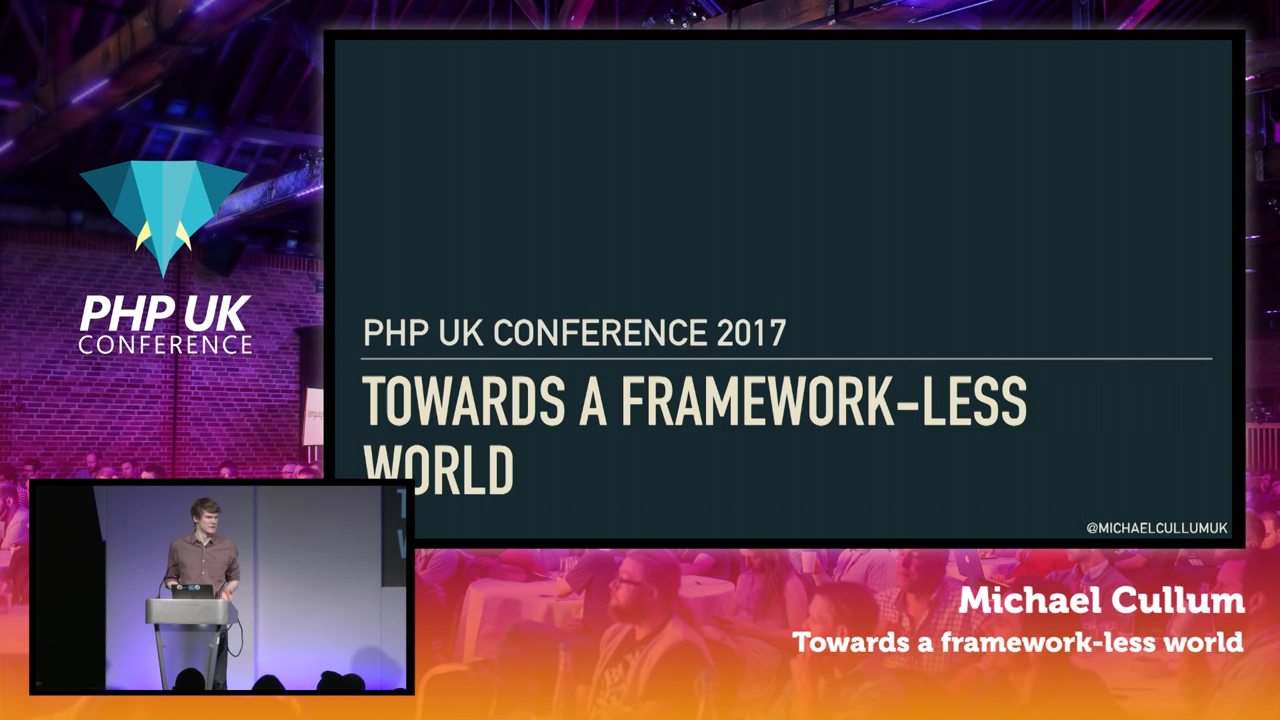 PHP UK
CONFERENCE
PHP UK CONFERENCE 2017
TOWARDS A FRAMEWORK-LESS
WORLD
@MICHAELCULLUMUK
Michael Cullum
Towards a framework-less world